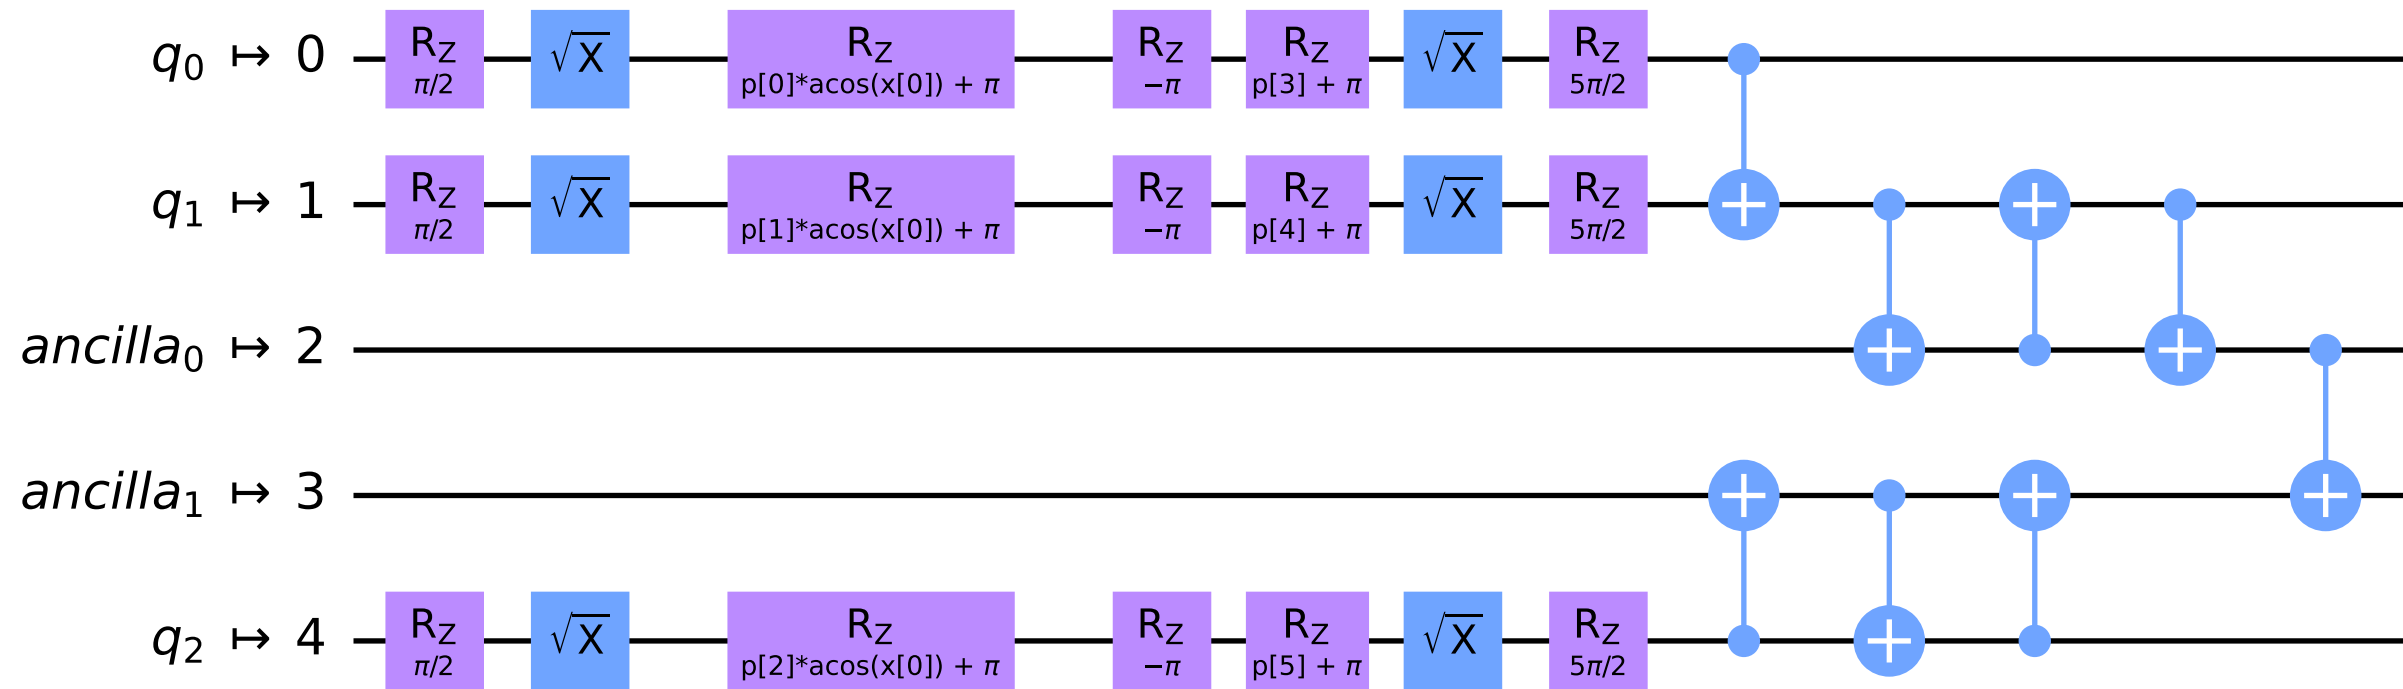 q0 ↦ 0 RZ π/2 √X RZ p[0]*acos(x[0]) + π RZ −π RZ p[3] + π √X RZ 5π/2
q1 ↦ 1 RZ π/2 √X RZ p[1]*acos(x[0]) + π RZ −π RZ p[4] + π √X RZ 5π/2
ancilla0 ↦ 2
ancilla1 ↦ 3
q2 ↦ 4 RZ π/2 √X RZ p[2]*acos(x[0]) + π RZ −π RZ p[5] + π √X RZ 5π/2